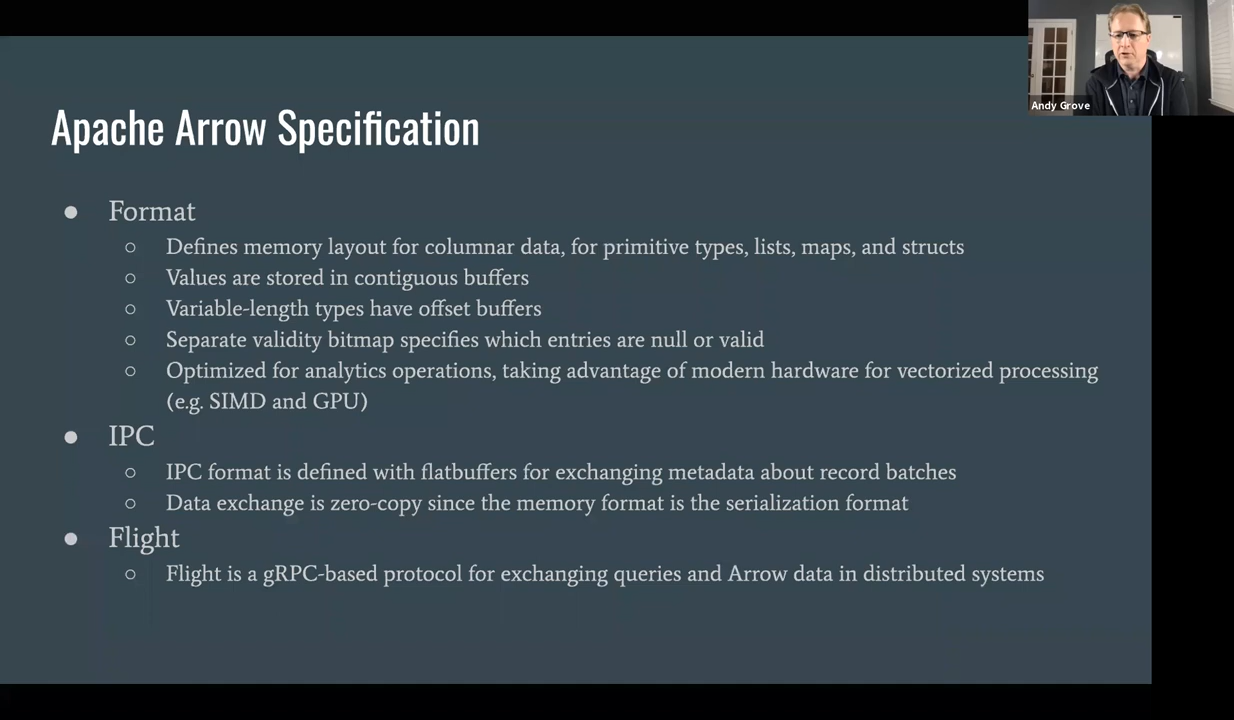 Andy Grove
Apache Arrow Specification
● Format
○ Defines memory layout for columnar data, for primitive types, lists, maps, and structs
○ Values are stored in contiguous buffers
○ Variable-length types have offset buffers
○ Separate validity bitmap specifies which entries are null or valid
○ Optimized for analytics operations, taking advantage of modern hardware for vectorized processing
(e.g. SIMD and GPU)
● IPC
○ IPC format is defined with flatbuffers for exchanging metadata about record batches
○ Data exchange is zero-copy since the memory format is the serialization format
● Flight
○ Flight is a gRPC-based protocol for exchanging queries and Arrow data in distributed systems